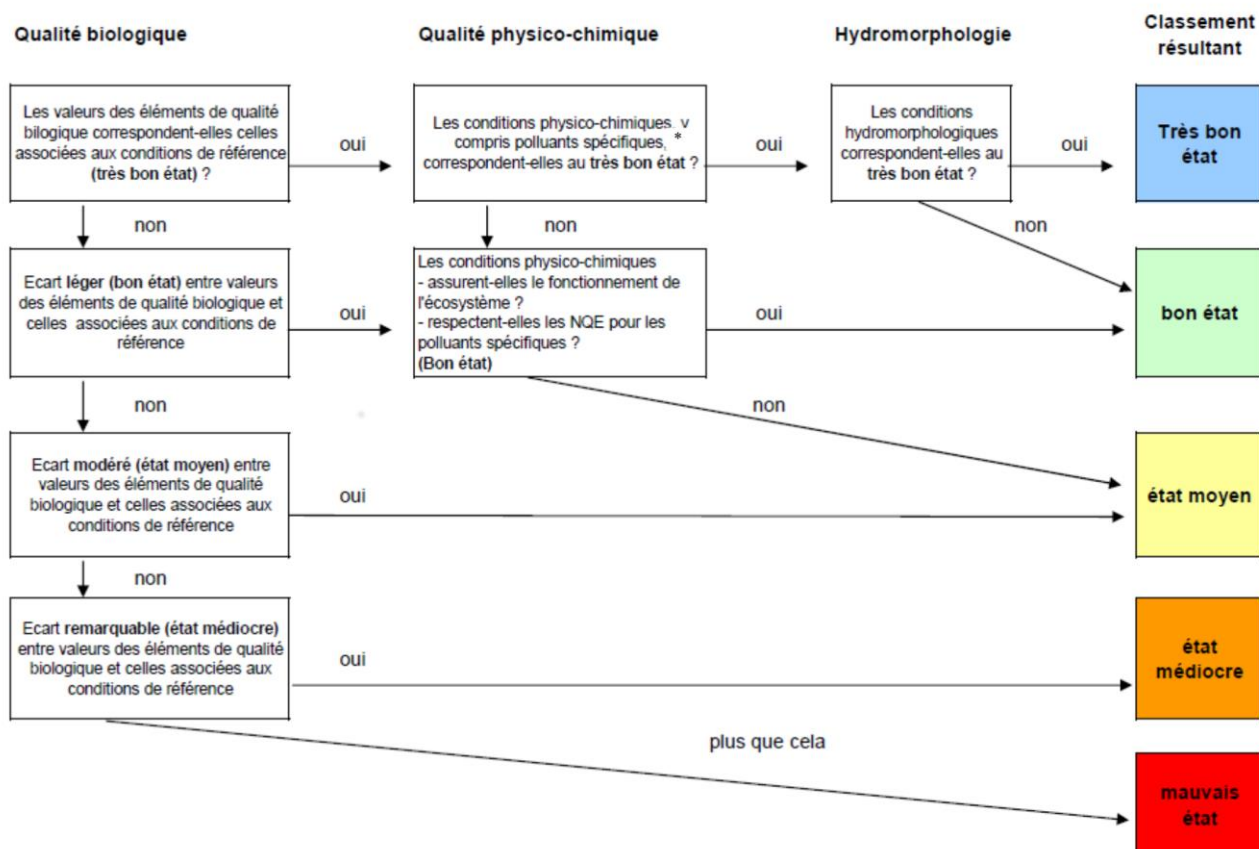 Qualité biologique
Qualité physico-chimique
Hydromorphologie
Classement
résultant
Les valeurs des éléments de qualité
bilogique correspondent-elles celles
associées aux conditions de référence
(très bon état) ?
oui
Les conditions physico-chimiques, y
compris polluants spécifiques, *
correspondent-elles au très bon état ?
oui
Les conditions
hydromorphologiques
correspondent-elles au
très bon état ?
oui
Très bon
état
non
non
non
Ecart léger (bon état) entre valeurs
des éléments de qualité biologique et
celles associées aux conditions de
référence
oui
Les conditions physico-chimiques
- assurent-elles le fonctionnement de
l'écosystème ?
- respectent-elles les NQE pour les
polluants spécifiques ?
(Bon état)
oui
bon état
non
non
Ecart modéré (état moyen) entre
valeurs des éléments de qualité
biologique et celles associées aux
conditions de référence
oui
état moyen
non
Ecart remarquable (état médiocre)
entre valeurs des éléments de qualité
biologique et celles associées aux
conditions de référence
oui
état
médiocre
plus que cela
mauvais
état